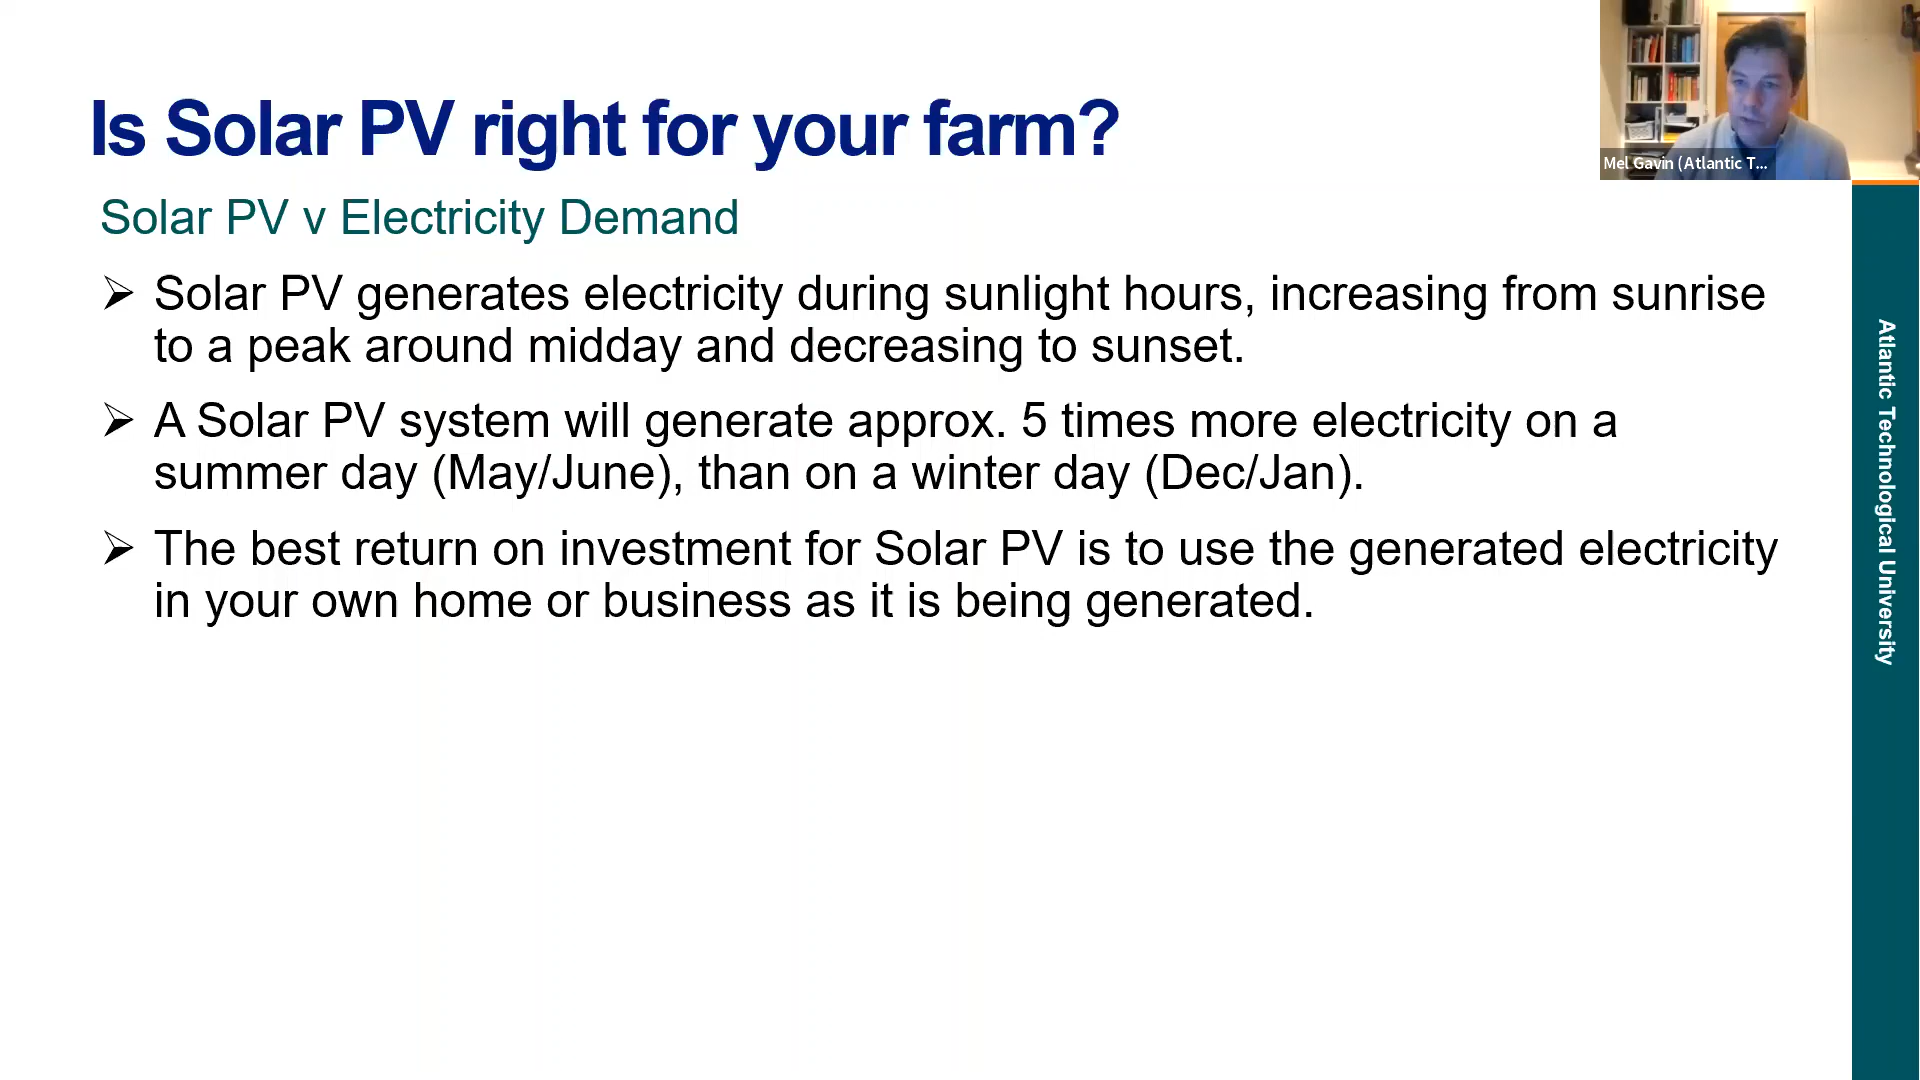 Is Solar PV right for your farm?
Solar PV v Electricity Demand
➢ Solar PV generates electricity during sunlight hours, increasing from sunrise
to a peak around midday and decreasing to sunset.
➢ A Solar PV system will generate approx. 5 times more electricity on a
summer day (May/June), than on a winter day (Dec/Jan).
➢ The best return on investment for Solar PV is to use the generated electricity
in your own home or business as it is being generated.
Mel Gavin (Atlantic T...
Atlantic Technological University